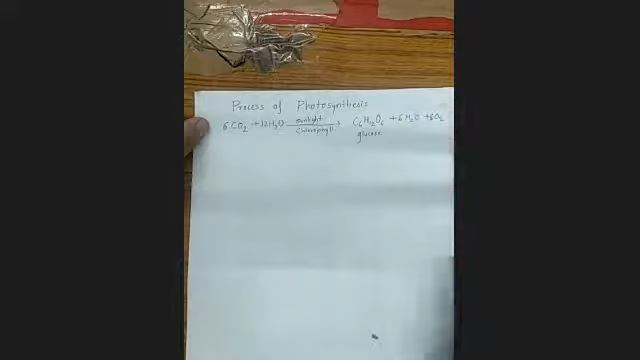 Process of Photosynthesis
6CO₂ + 12H₂O sunlight → C₆H₁₂O₆ + 6H₂O + 6O₂
chlorophyll glucose